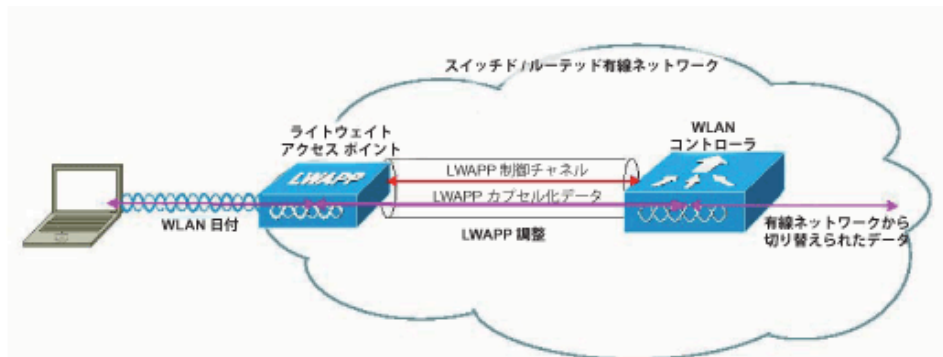 スイッチド / ルーテッド有線ネットワーク
ライトウェイト
アクセス ポイント
WLAN
コントローラ
LWAPP
LWAPP 制御チャネル
LWAPP カプセル化データ
WLAN 日付
LWAPP 調整
有線ネットワークから
切り替えられたデータ